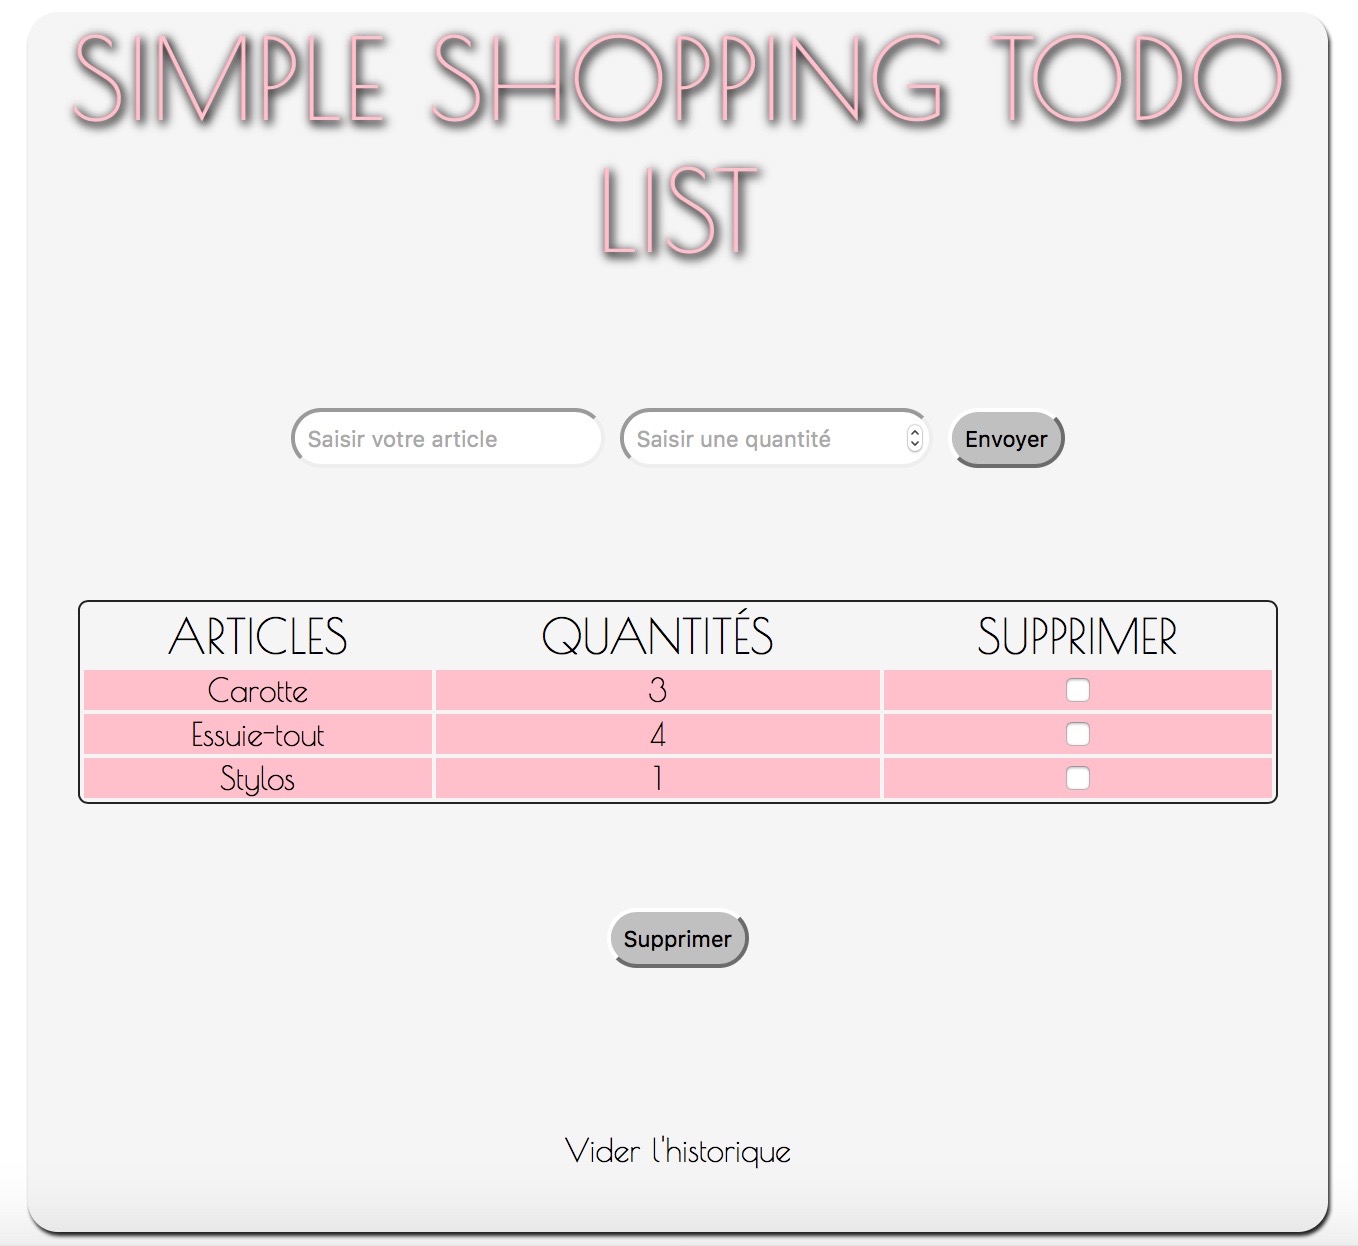 SIMPLE SHOPPING TODO
LIST
Saisir votre article Saisir une quantité Envoyer
ARTICLES QUANTITÉS SUPPRIMER
Carotte 3
Essuie-tout 4
Stylos 1
Supprimer
Vider l'historique